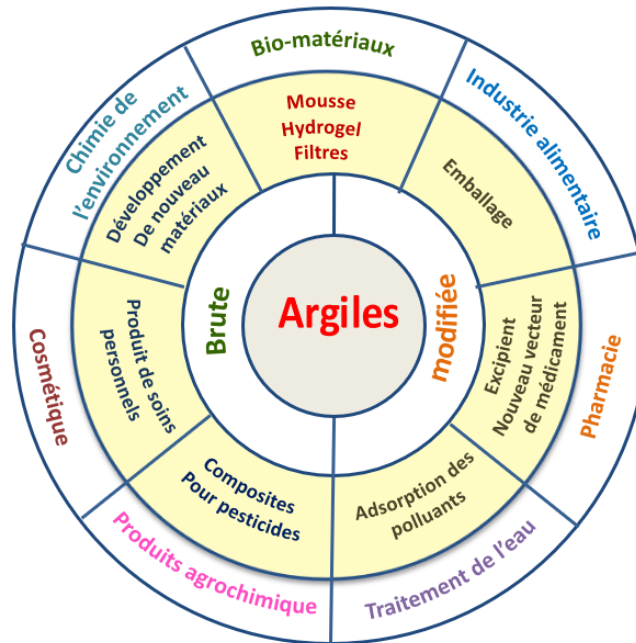 Bio-matériaux
Industrie alimentaire
Pharmacie
Traitement de l'eau
Produits agrochimique
Cosmétique
Chimie de
l'environnement
Mousse
Hydrogel
Filtres
Emballage
Excipient
Nouveau vecteur
de médicament
Adsorption des
polluants
Composites
Pour pesticides
Produit de soins
personnels
Développement
De nouveau
matériaux
Brute
modifiée
Argiles